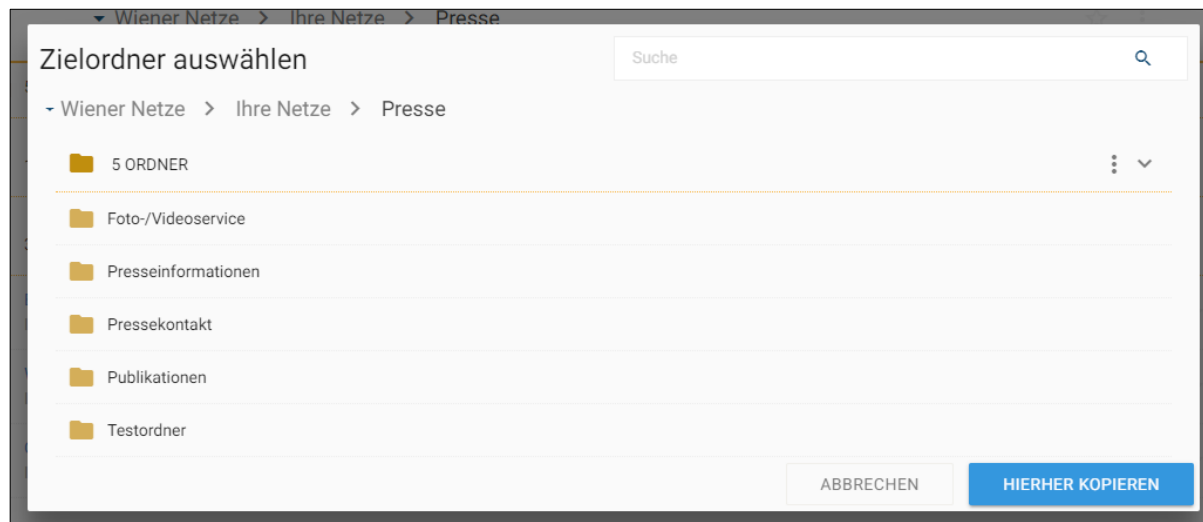 Wiener Netze > Ihre Netze > Presse
Zielordner auswählen
Suche
Wiener Netze > Ihre Netze > Presse
5 ORDNER
Foto-/Videoservice
Presseinformationen
Pressekontakt
Publikationen
Testordner
ABBRECHEN
HIERHER KOPIEREN